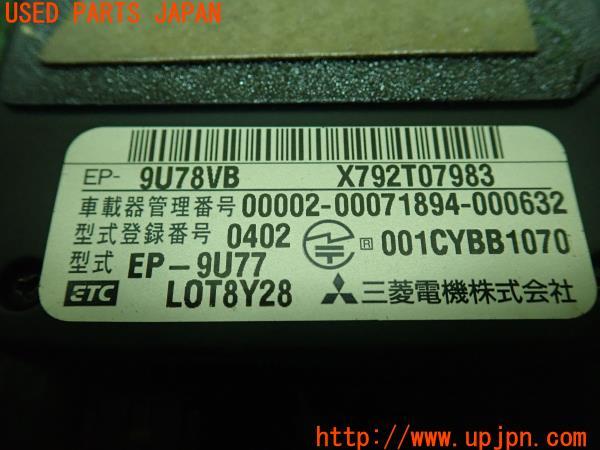 USED PARTS JAPAN
EP- 9U78VB X792T07983
車載器管理番号 00002-00071894-000632
型式登録番号 0402 R 001CYBB1070
型式 EP-9U77
ETC LOT8Y28 三菱電機株式会社
UPJ http://www.upjpn.com/